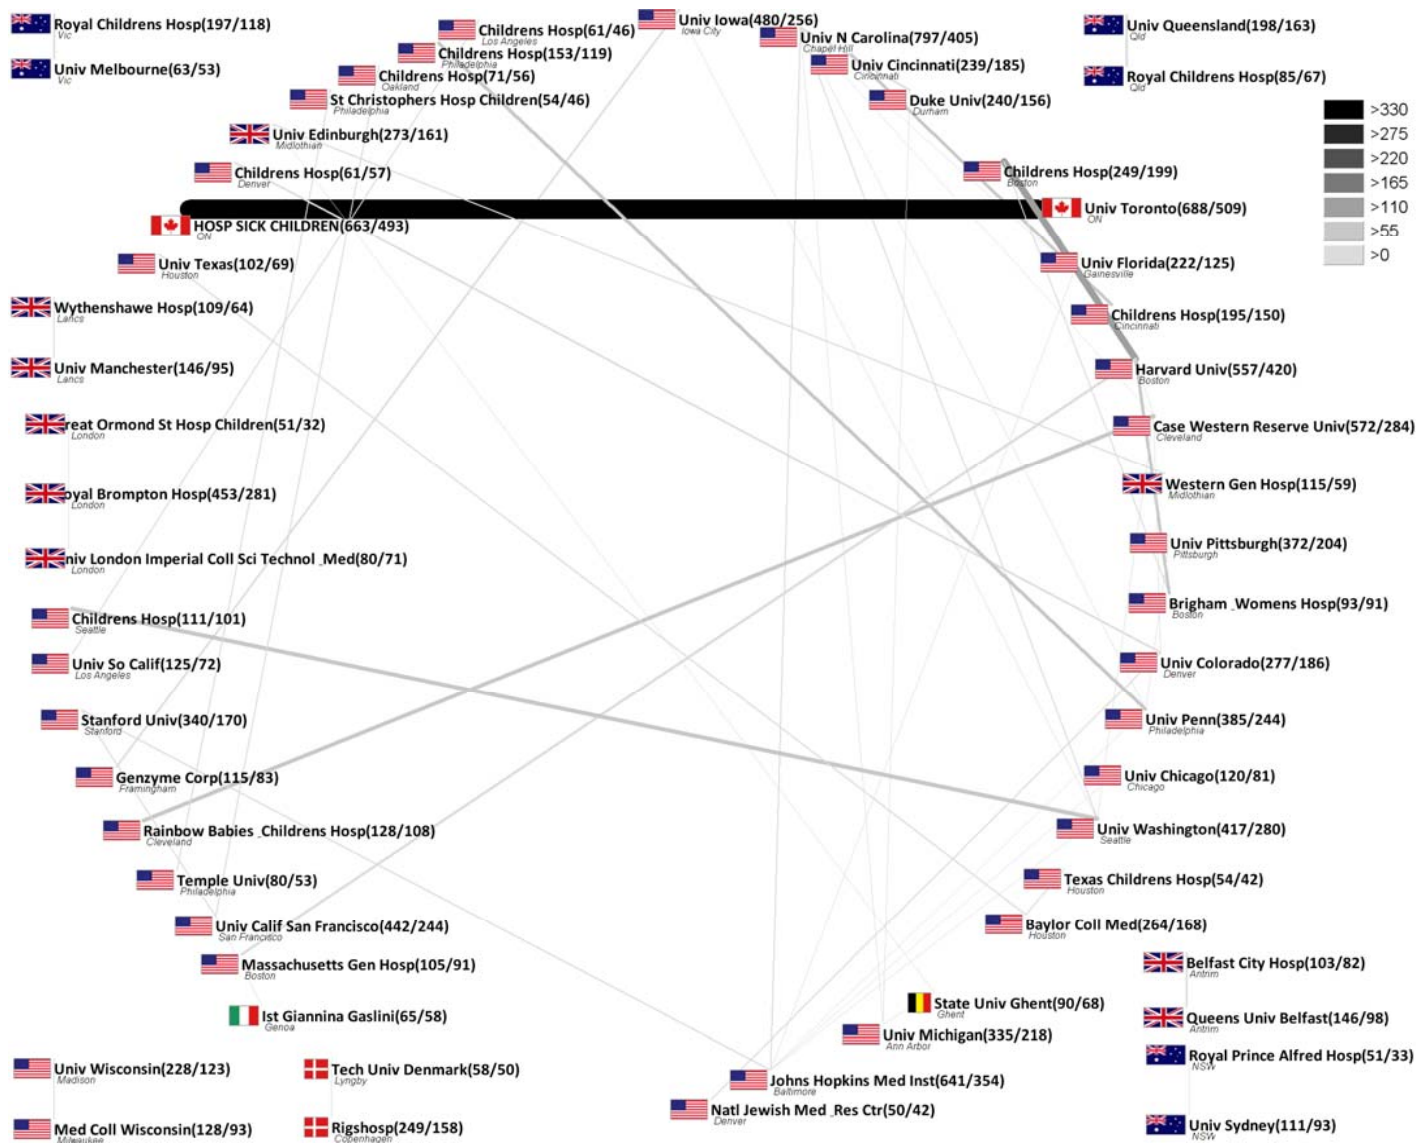 Royal Childrens Hosp(197/118)
Vic
Univ Melbourne(63/53)
Vic
Childrens Hosp(61/46)
Los Angeles
Childrens Hosp(153/119)
Philadelphia
Childrens Hosp(71/56)
Oakland
St Christophers Hosp Children(54/46)
Philadelphia
Univ Edinburgh(273/161)
Midlothian
Childrens Hosp(61/57)
Denver
HOSP SICK CHILDREN(663/493)
ON
Univ Texas(102/69)
Houston
Wythenshawe Hosp(109/64)
Lancs
Univ Manchester(146/95)
Lancs
reat Ormond St Hosp Children(51/32)
London
oyal Brompton Hosp(453/281)
London
niv London Imperial Coll Sci Technol _Med(80/71)
London
Childrens Hosp(111/101)
Seattle
Univ So Calif(125/72)
Los Angeles
Stanford Univ(340/170)
Stanford
Genzyme Corp(115/83)
Framingham
Rainbow Babies _Childrens Hosp(128/108)
Cleveland
Temple Univ(80/53)
Philadelphia
Univ Calif San Francisco(442/244)
San Francisco
Massachusetts Gen Hosp(105/91)
Boston
Ist Giannina Gaslini(65/58)
Genoa
Univ Wisconsin(228/123)
Madison
Med Coll Wisconsin(128/93)
Milwaukee
Tech Univ Denmark(58/50)
Lyngby
Rigshosp(249/158)
Copenhagen
Univ Iowa(480/256)
Iowa City
Univ N Carolina(797/405)
Chapel Hill
Univ Cincinnati(239/185)
Cincinnati
Duke Univ(240/156)
Durham
Childrens Hosp(249/199)
Boston
Univ Toronto(688/509)
ON
Univ Florida(222/125)
Gainesville
Childrens Hosp(195/150)
Cincinnati
Harvard Univ(557/420)
Boston
Case Western Reserve Univ(572/284)
Cleveland
Western Gen Hosp(115/59)
Midlothian
Univ Pittsburgh(372/204)
Pittsburgh
Brigham _Womens Hosp(93/91)
Boston
Univ Colorado(277/186)
Denver
Univ Penn(385/244)
Philadelphia
Univ Chicago(120/81)
Chicago
Univ Washington(417/280)
Seattle
Texas Childrens Hosp(54/42)
Houston
Baylor Coll Med(264/168)
Houston
State Univ Ghent(90/68)
Ghent
Univ Michigan(335/218)
Ann Arbor
Johns Hopkins Med Inst(641/354)
Baltimore
Natl Jewish Med _Res Ctr(50/42)
Denver
Univ Queensland(198/163)
Qld
Royal Childrens Hosp(85/67)
Qld
>330
>275
>220
>165
>110
>55
>0
Belfast City Hosp(103/82)
Antrim
Queens Univ Belfast(146/98)
Antrim
Royal Prince Alfred Hosp(51/33)
NSW
Univ Sydney(111/93)
NSW